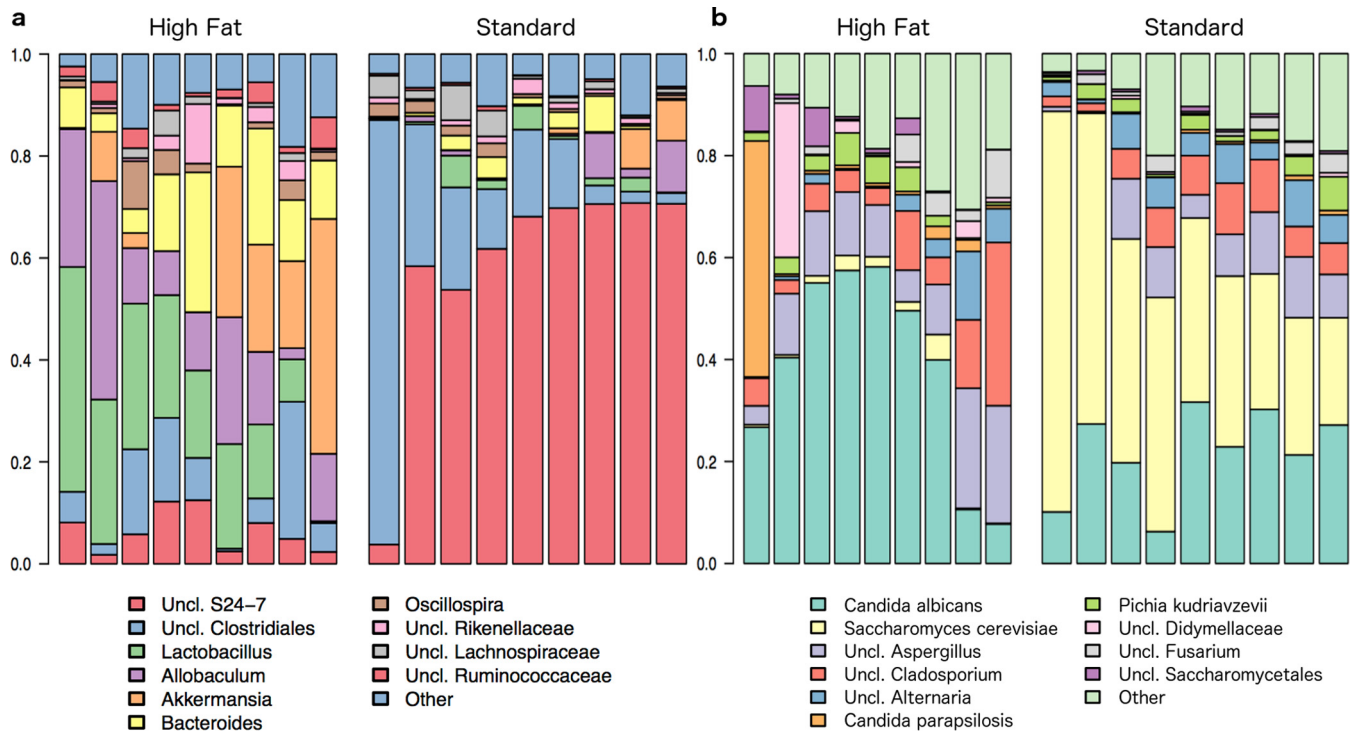 a
High Fat Standard
1.0
0.8
0.6
0.4
0.2
0.0
Uncl. S24-7
Uncl. Clostridiales
Lactobacillus
Allobaculum
Akkermansia
Bacteroides
Oscillospira
Uncl. Rikenellaceae
Uncl. Lachnospiraceae
Uncl. Ruminococcaceae
Other
b
High Fat Standard
1.0
0.8
0.6
0.4
0.2
0.0
Candida albicans
Saccharomyces cerevisiae
Uncl. Aspergillus
Uncl. Cladosporium
Uncl. Alternaria
Candida parapsilosis
Pichia kudriavzevii
Uncl. Didymellaceae
Uncl. Fusarium
Uncl. Saccharomycetales
Other